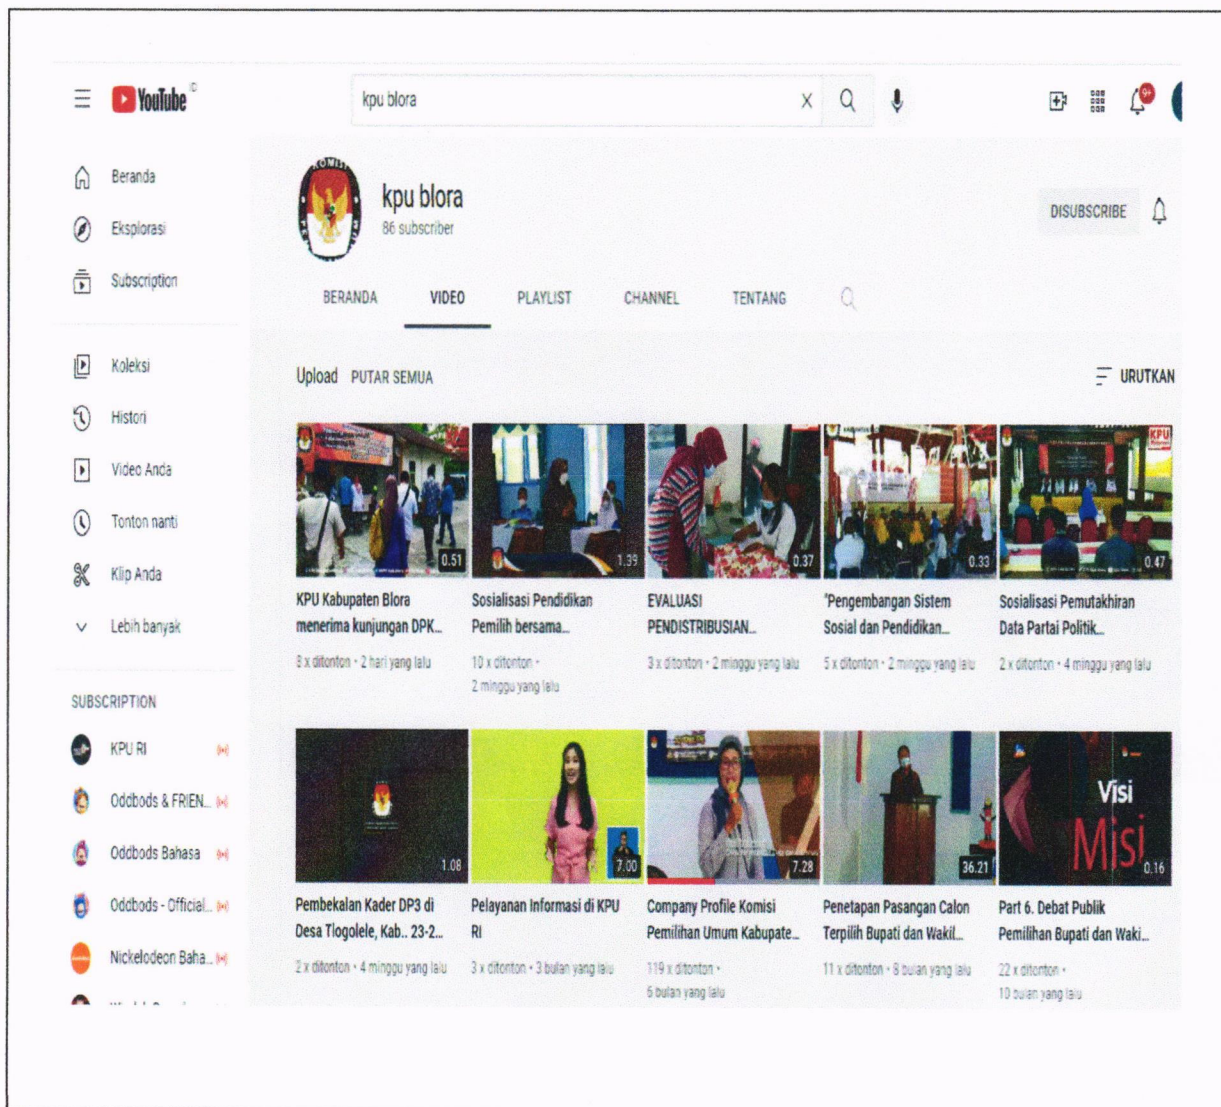 YouTube ID
kpu blora
9+
Beranda
Eksplorasi
Subscription
Koleksi
Histori
Video Anda
Tonton nanti
Klip Anda
Lebih banyak
SUBSCRIPTION
KPU RI
Oddbods & FRIEN...
Oddbods Bahasa
Oddbods - Official...
Nickelodeon Baha...
KOMISI
kpu blora
86 subscriber
DISUBSCRIBE
BERANDA VIDEO PLAYLIST CHANNEL TENTANG
Upload PUTAR SEMUA
URUTKAN
0.51
KPU Kabupaten Blora
menerima kunjungan DPK...
8 x ditonton • 2 hari yang lalu
1.39
Sosialisasi Pendidikan
Pemilih bersama...
10 x ditonton •
2 minggu yang lalu
0.37
EVALUASI
PENDISTRIBUSIAN...
3 x ditonton • 2 minggu yang lalu
0.33
"Pengembangan Sistem
Sosial dan Pendidikan...
5 x ditonton • 2 minggu yang lalu
KPU
0.47
Sosialisasi Pemutakhiran
Data Partai Politik...
2 x ditonton • 4 minggu yang lalu
1.08
Pembekalan Kader DP3 di
Desa Tlogolele, Kab.. 23-2...
2 x ditonton • 4 minggu yang lalu
7.00
Pelayanan Informasi di KPU
RI
3 x ditonton • 3 bulan yang lalu
7.28
Company Profile Komisi
Pemilihan Umum Kabupate...
119 x ditonton •
6 bulan yang lalu
36.21
Penetapan Pasangan Calon
Terpilih Bupati dan Wakil...
11 x ditonton • 8 bulan yang lalu
Visi
Misi
0.16
Part 6. Debat Publik
Pemilihan Bupati dan Waki...
22 x ditonton •
10 bulan yang lalu